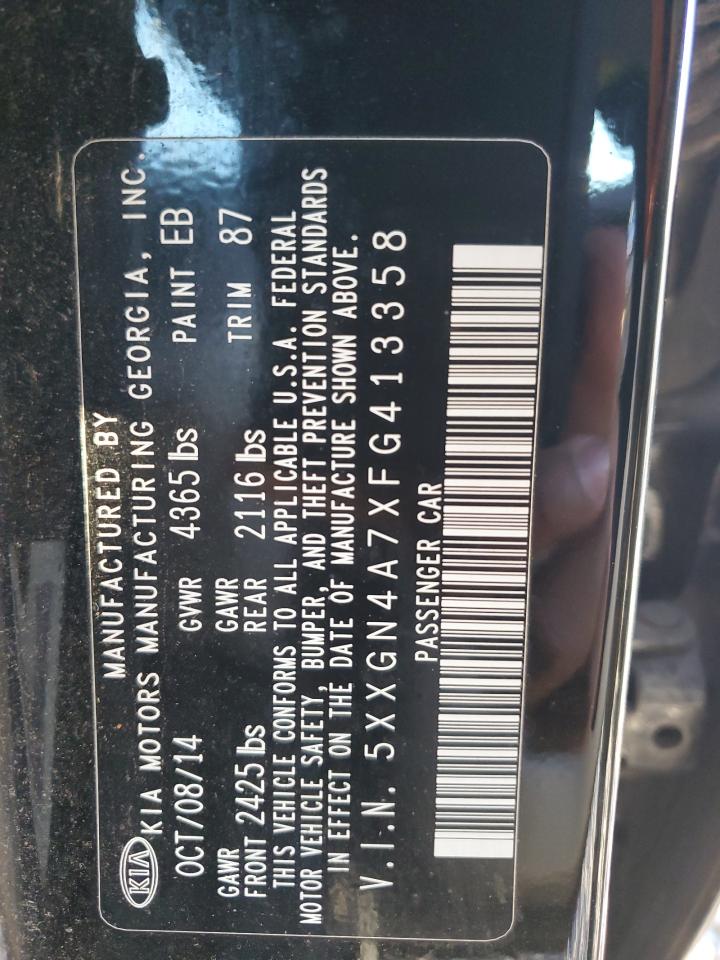 MANUFACTURED BY
KIA KIA MOTORS MANUFACTURING GEORGIA, INC.
OCT/08/14 GVWR 4365 lbs PAINT EB
GAWR GAWR
FRONT 2425 lbs REAR 2116 lbs TRIM 87
THIS VEHICLE CONFORMS TO ALL APPLICABLE U.S.A. FEDERAL
MOTOR VEHICLE SAFETY, BUMPER, AND THEFT PREVENTION STANDARDS
IN EFFECT ON THE DATE OF MANUFACTURE SHOWN ABOVE.
V.I.N. 5XXGN4A7XFG413358
PASSENGER CAR